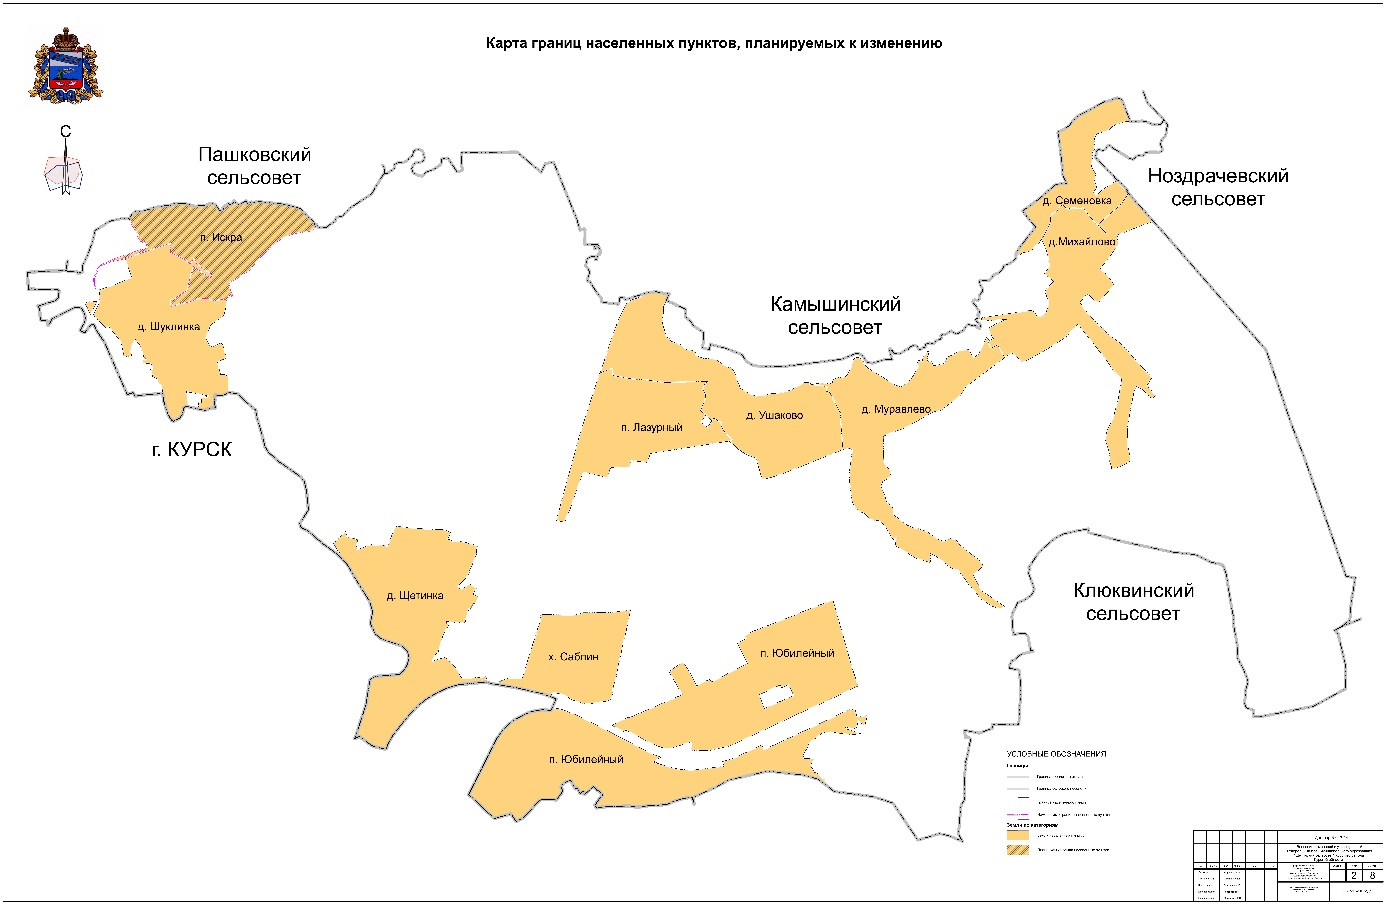 Карта границ населенных пунктов, планируемых к изменению
С
Пашковский
сельсовет
Ноздрачевский
сельсовет
д. Семеновка
п. Искра
д.Михайлово
Камышинский
сельсовет
д. Шуклинка
д. Ушаково
д. Муравлево
п. Лазурный
г. КУРСК
Клюквинский
сельсовет
д. Щетинка
х. Саблин
п. Юбилейный
п. Юбилейный
УСЛОВНЫЕ ОБОЗНАЧЕНИЯ
2 8